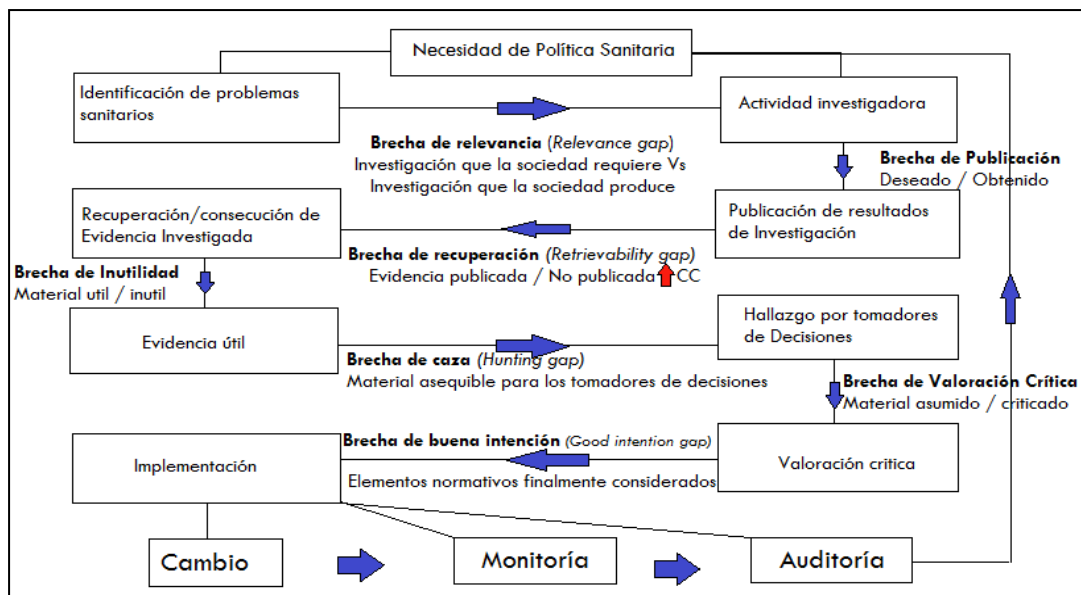 Necesidad de Política Sanitaria
Identificación de problemas
sanitarios
Actividad investigadora
Brecha de relevancia (Relevance gap)
Investigación que la sociedad requiere Vs
Investigación que la sociedad produce
Brecha de Publicación
Deseado / Obtenido
Recuperación/consecución de
Evidencia Investigada
Publicación de resultados
de Investigación
Brecha de recuperación (Retrievability gap)
Evidencia publicada / No publicada CC
Brecha de Inutilidad
Material util / inutil
Evidencia útil
Hallazgo por tomadores
de Decisiones
Brecha de caza (Hunting gap)
Material asequible para los tomadores de decisiones
Brecha de Valoración Crítica
Material asumido / criticado
Brecha de buena intención (Good intention gap)
Implementación
Elementos normativos finalmente considerados
Valoración critica
Cambio
Monitoría
Auditoría